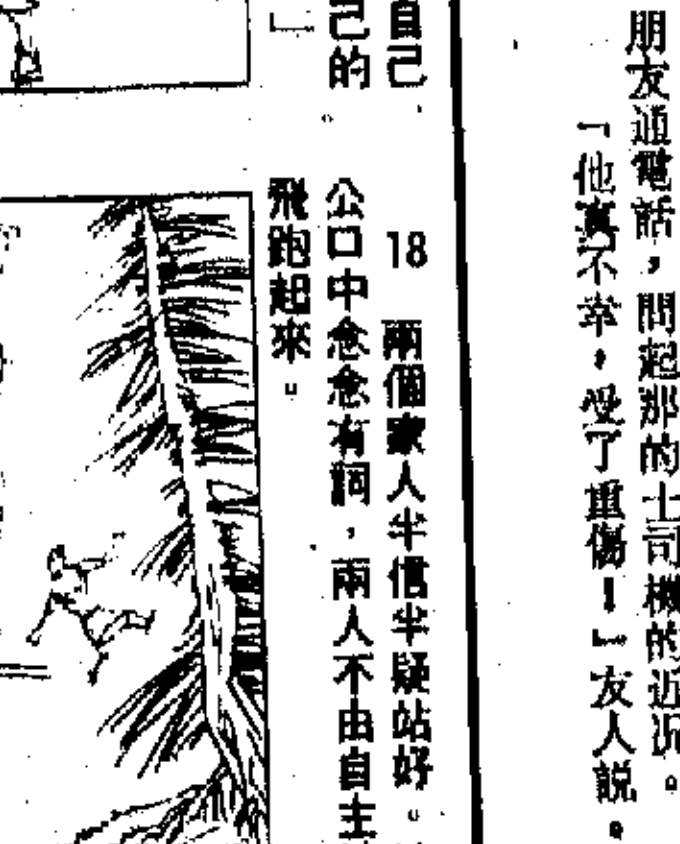 朋友通電話，問起那的士司機的近況。
「他真不幸，受了重傷！」友人說。
自己
己的
」
18 兩個家人半信半疑站好。
公口中念念有詞，兩人不由自主
飛跑起來。